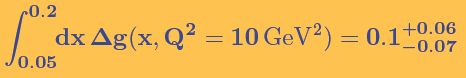 ∫_{0.05}^{0.2} dx Δg(x, Q² = 10 GeV²) = 0.1^{+0.06}_{-0.07}